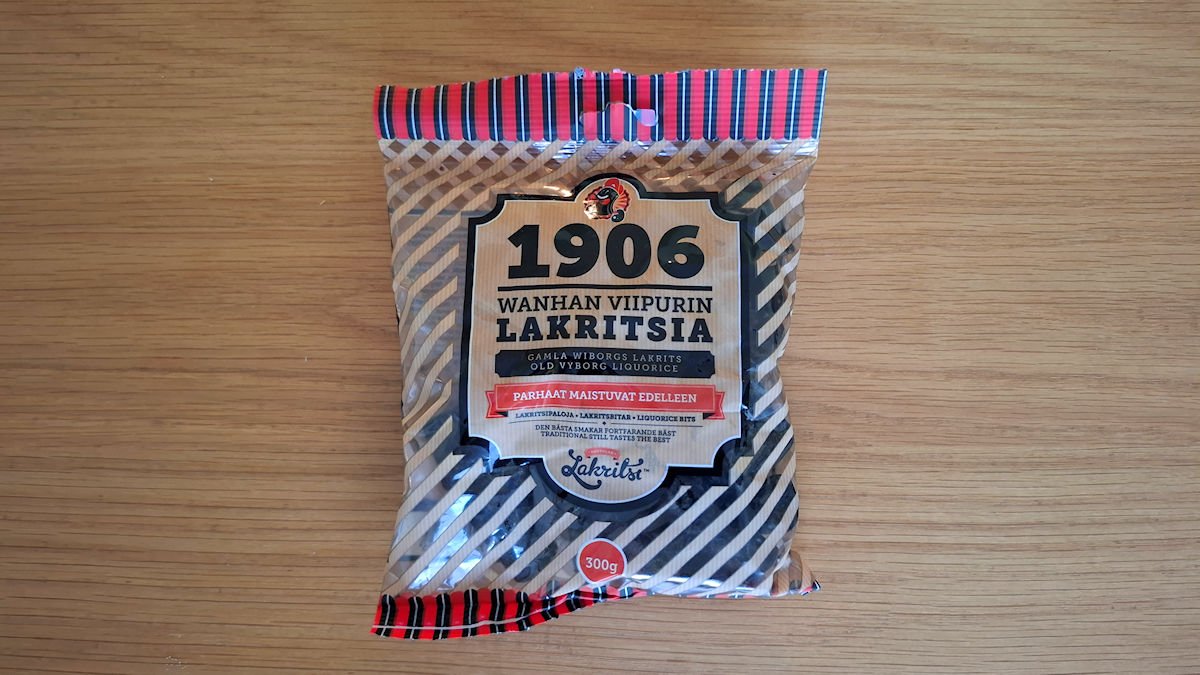 1906
WANHAN VIIPURIN
LAKRITSIA
GAMLA WIBORGS LAKRITS
OLD VYBORG LIQUORICE
PARHAAT MAISTUVAT EDELLEEN
LAKRITSIPALOJA • LAKRITSBITAR • LIQUORICE BITS
DEN BÄSTA SMAKAR FORTFARANDE BÄST
TRADITIONAL STILL TASTES THE BEST
Lakritsi™
300g